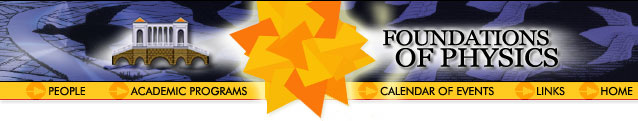 FOUNDATIONS
OF PHYSICS
PEOPLE ACADEMIC PROGRAMS CALENDAR OF EVENTS LINKS HOME